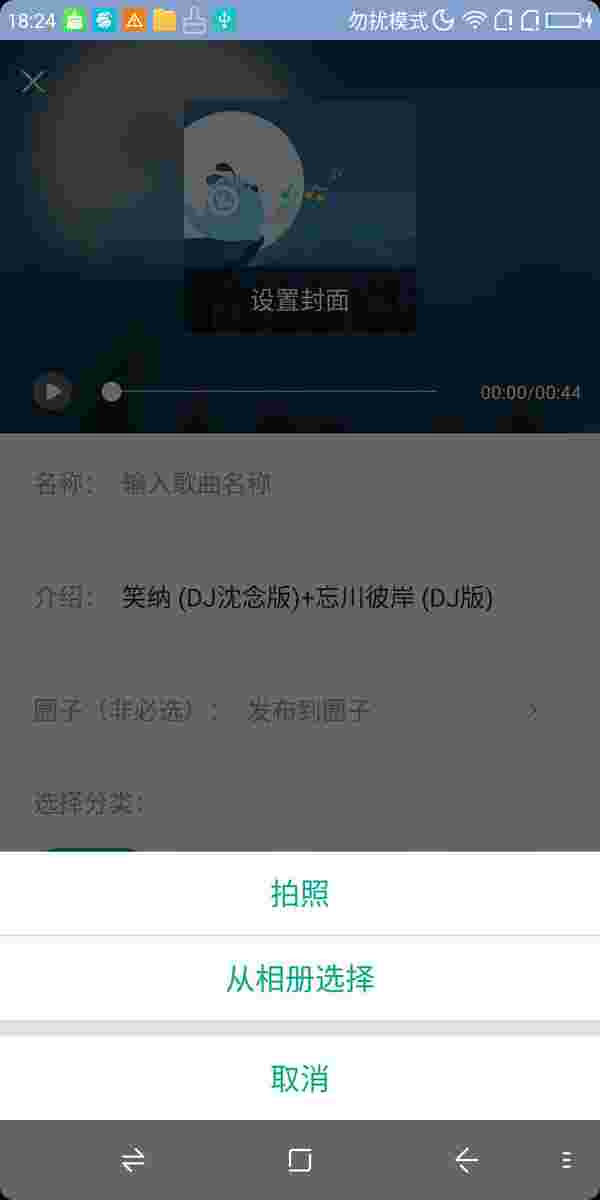 18:24 勿扰模式
设置封面
00:00/00:44
名称： 输入歌曲名称
介绍： 笑纳 (DJ沈念版)+忘川彼岸 (DJ版)
圈子（非必选）： 发布到圈子
选择分类：
拍照
从相册选择
取消